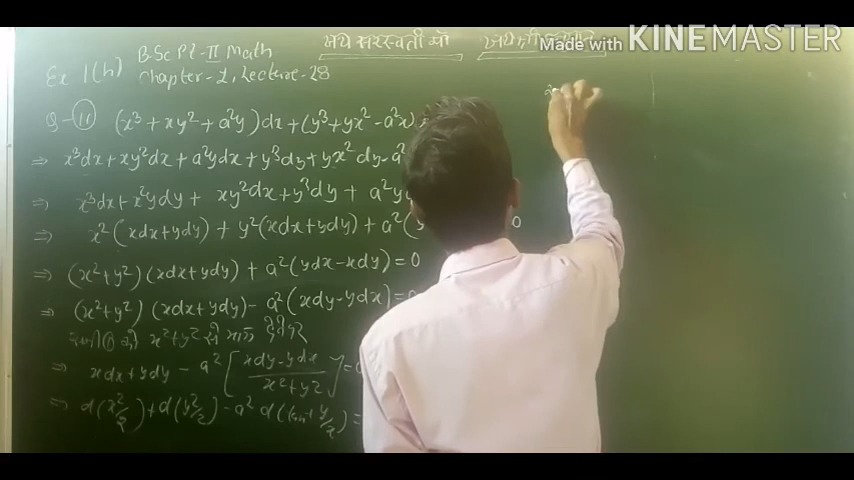 जय सरस्वती माँ
Made with KINEMASTER
B.Sc Pt-II Math
Ex 1(h) Chapter-1, Lecture-28
Q-(11) (x³ + xy² + a²y)dx + (y³ + yx² - a²x)
⇒ x³dx + xy²dx + a²ydx + y³dy + yx²dy - a²
⇒ x³dx + x²ydy + xy²dx + y³dy + a²y
⇒ x²(xdx+ydy) + y²(xdx+ydy) + a²( 0
⇒ (x²+y²)(xdx+ydy) + a²(ydx-xdy) = 0
⇒ (x²+y²)(xdx+ydy) - a²(xdy-ydx) =
x²+y² से भाग देने पर
⇒ xdx+ydy - a²[xdy-ydx / x²+y²] =
⇒ d(x²/2) + d(y²/2) - a² d(tan⁻¹ y/x) =